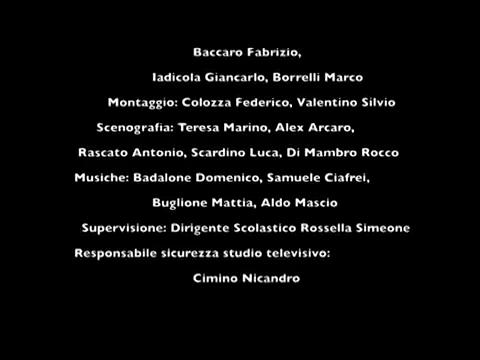 Baccaro Fabrizio,
Iadicola Giancarlo, Borrelli Marco
Montaggio: Colozza Federico, Valentino Silvio
Scenografia: Teresa Marino, Alex Arcaro,
Rascato Antonio, Scardino Luca, Di Mambro Rocco
Musiche: Badalone Domenico, Samuele Ciafrei,
Buglione Mattia, Aldo Mascio
Supervisione: Dirigente Scolastico Rossella Simeone
Responsabile sicurezza studio televisivo:
Cimino Nicandro